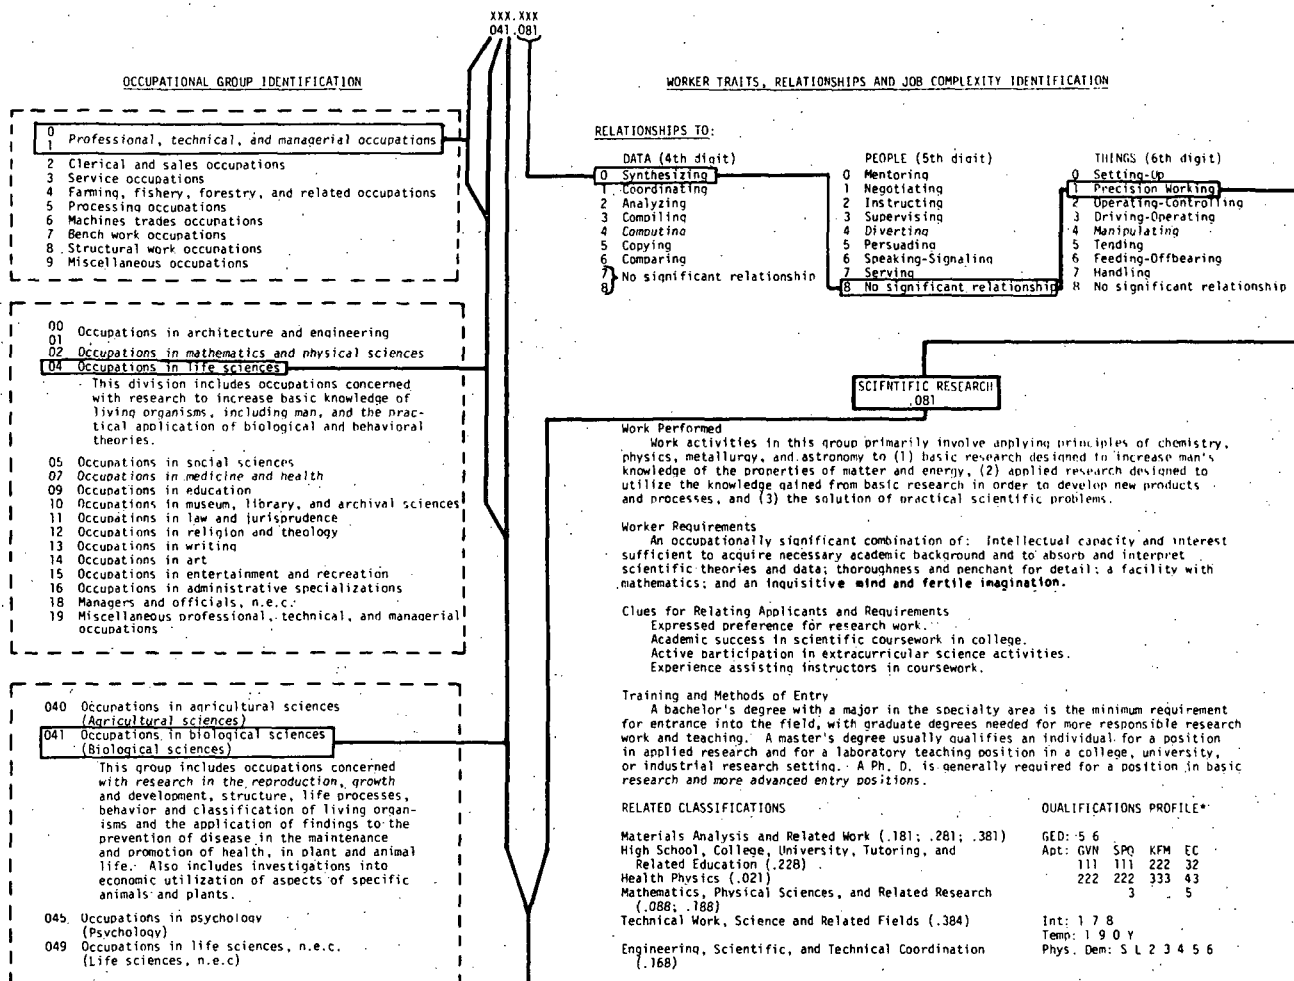 XXX.XXX
041.081
OCCUPATIONAL GROUP IDENTIFICATION
0
1 Professional, technical, and managerial occupations
2 Clerical and sales occupations
3 Service occupations
4 Farming, fishery, forestry, and related occupations
5 Processing occupations
6 Machines trades occupations
7 Bench work occupations
8 Structural work occupations
9 Miscellaneous occupations
00
01 Occupations in architecture and engineering
02 Occupations in mathematics and physical sciences
04 Occupations in life sciences
This division includes occupations concerned
with research to increase basic knowledge of
living organisms, including man, and the prac-
tical application of biological and behavioral
theories.
05 Occupations in social sciences
07 Occupations in medicine and health
09 Occupations in education
10 Occupations in museum, library, and archival sciences
11 Occupations in law and jurisprudence
12 Occupations in religion and theology
13 Occupations in writing
14 Occupations in art
15 Occupations in entertainment and recreation
16 Occupations in administrative specializations
18 Managers and officials, n.e.c.
19 Miscellaneous professional, technical, and managerial
occupations
040 Occupations in agricultural sciences
(Agricultural sciences)
041 Occupations in biological sciences
(Biological sciences)
This group includes occupations concerned
with research in the reproduction, growth
and development, structure, life processes,
behavior and classification of living organ-
isms and the application of findings to the
prevention of disease in the maintenance
and promotion of health, in plant and animal
life. Also includes investigations into
economic utilization of aspects of specific
animals and plants.
045 Occupations in psychology
(Psychology)
049 Occupations in life sciences, n.e.c.
(Life sciences, n.e.c)
WORKER TRAITS, RELATIONSHIPS AND JOB COMPLEXITY IDENTIFICATION
RELATIONSHIPS TO:
DATA (4th digit)
0 Synthesizing
1 Coordinating
2 Analyzing
3 Compiling
4 Computing
5 Copying
6 Comparing
7
8 } No significant relationship
PEOPLE (5th digit)
0 Mentoring
1 Negotiating
2 Instructing
3 Supervising
4 Diverting
5 Persuading
6 Speaking-Signaling
7 Serving
8 No significant relationship
THINGS (6th digit)
0 Setting-Up
1 Precision Working
2 Operating-Controlling
3 Driving-Operating
4 Manipulating
5 Tending
6 Feeding-Offbearing
7 Handling
8 No significant relationship
SCIENTIFIC RESEARCH
.081
Work Performed
Work activities in this group primarily involve applying principles of chemistry,
physics, metallurgy, and astronomy to (1) basic research designed to increase man's
knowledge of the properties of matter and energy, (2) applied research designed to
utilize the knowledge gained from basic research in order to develop new products
and processes, and (3) the solution of practical scientific problems.
Worker Requirements
An occupationally significant combination of: Intellectual capacity and interest
sufficient to acquire necessary academic background and to absorb and interpret
scientific theories and data; thoroughness and penchant for detail; a facility with
mathematics; and an inquisitive mind and fertile imagination.
Clues for Relating Applicants and Requirements
Expressed preference for research work.
Academic success in scientific coursework in college.
Active participation in extracurricular science activities.
Experience assisting instructors in coursework.
Training and Methods of Entry
A bachelor's degree with a major in the specialty area is the minimum requirement
for entrance into the field, with graduate degrees needed for more responsible research
work and teaching. A master's degree usually qualifies an individual for a position
in applied research and for a laboratory teaching position in a college, university,
or industrial research setting. A Ph. D. is generally required for a position in basic
research and more advanced entry positions.
RELATED CLASSIFICATIONS
Materials Analysis and Related Work (.181; .281; .381)
High School, College, University, Tutoring, and
Related Education (.228)
Health Physics (.021)
Mathematics, Physical Sciences, and Related Research
(.088; .188)
Technical Work, Science and Related Fields (.384)
Engineering, Scientific, and Technical Coordination
(.168)
QUALIFICATIONS PROFILE*
GED: 5 6
Apt: GVN SPQ KFM EC
111 111 222 32
222 222 333 43
3 5
Int: 1 7 8
Temp: 1 9 0 Y
Phys. Dem: S L 2 3 4 5 6